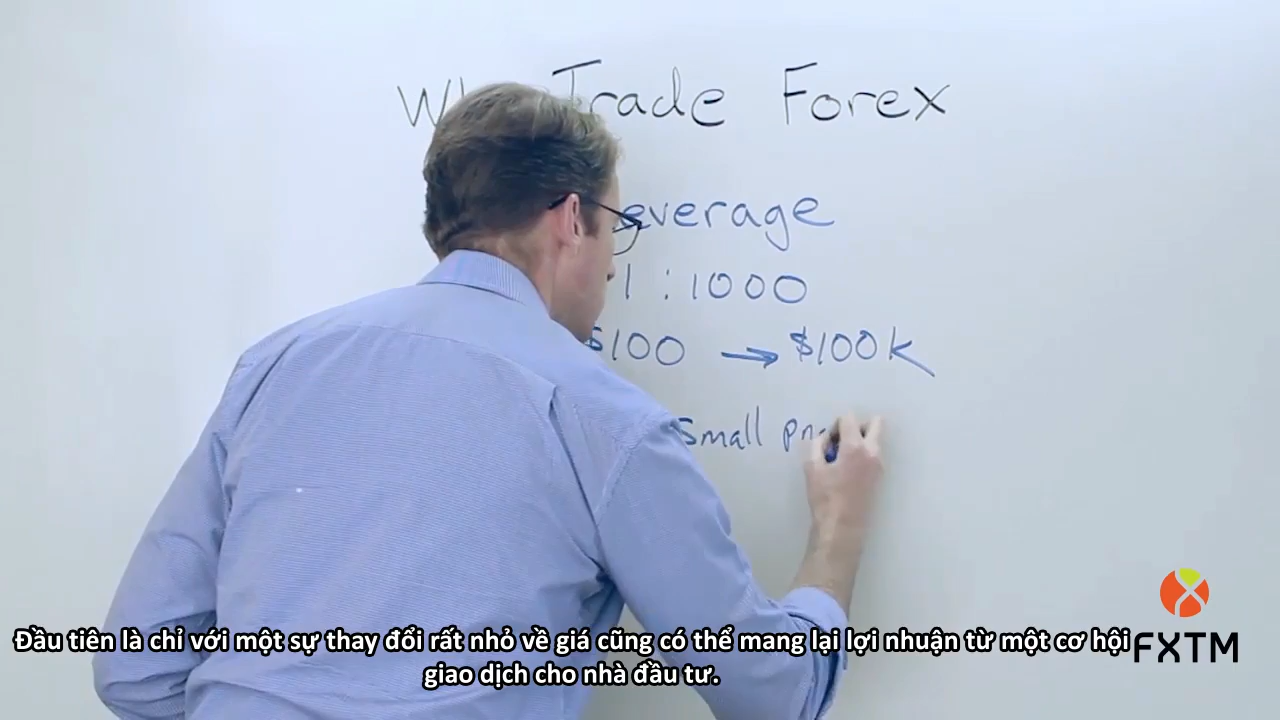 Trade Forex
everage
1 : 1000
$100 → $100k
Small
Đầu tiên là chỉ với một sự thay đổi rất nhỏ về giá cũng có thể mang lại lợi nhuận từ một cơ hội
giao dịch cho nhà đầu tư.
FXTM